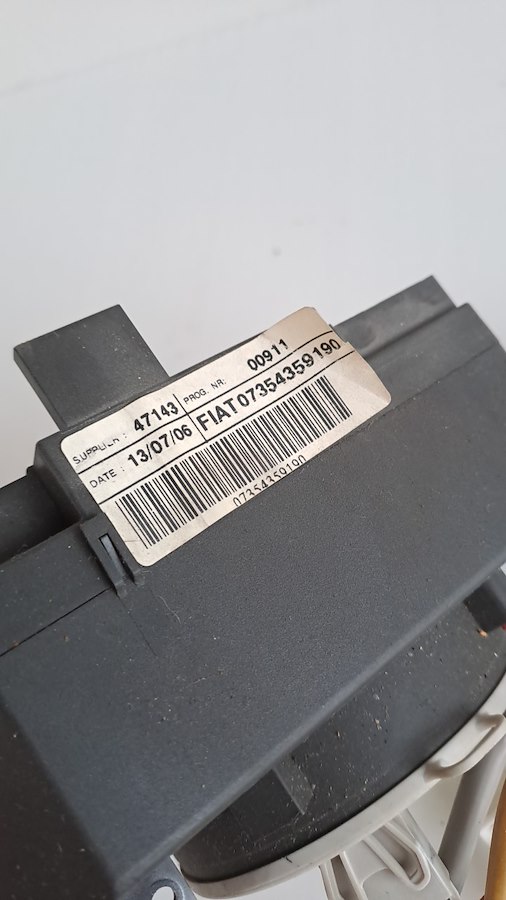 SUPPLIER : 47143 PROG. NR: 00911
DATE : 13/07/06 FIAT07354359190
07354359190